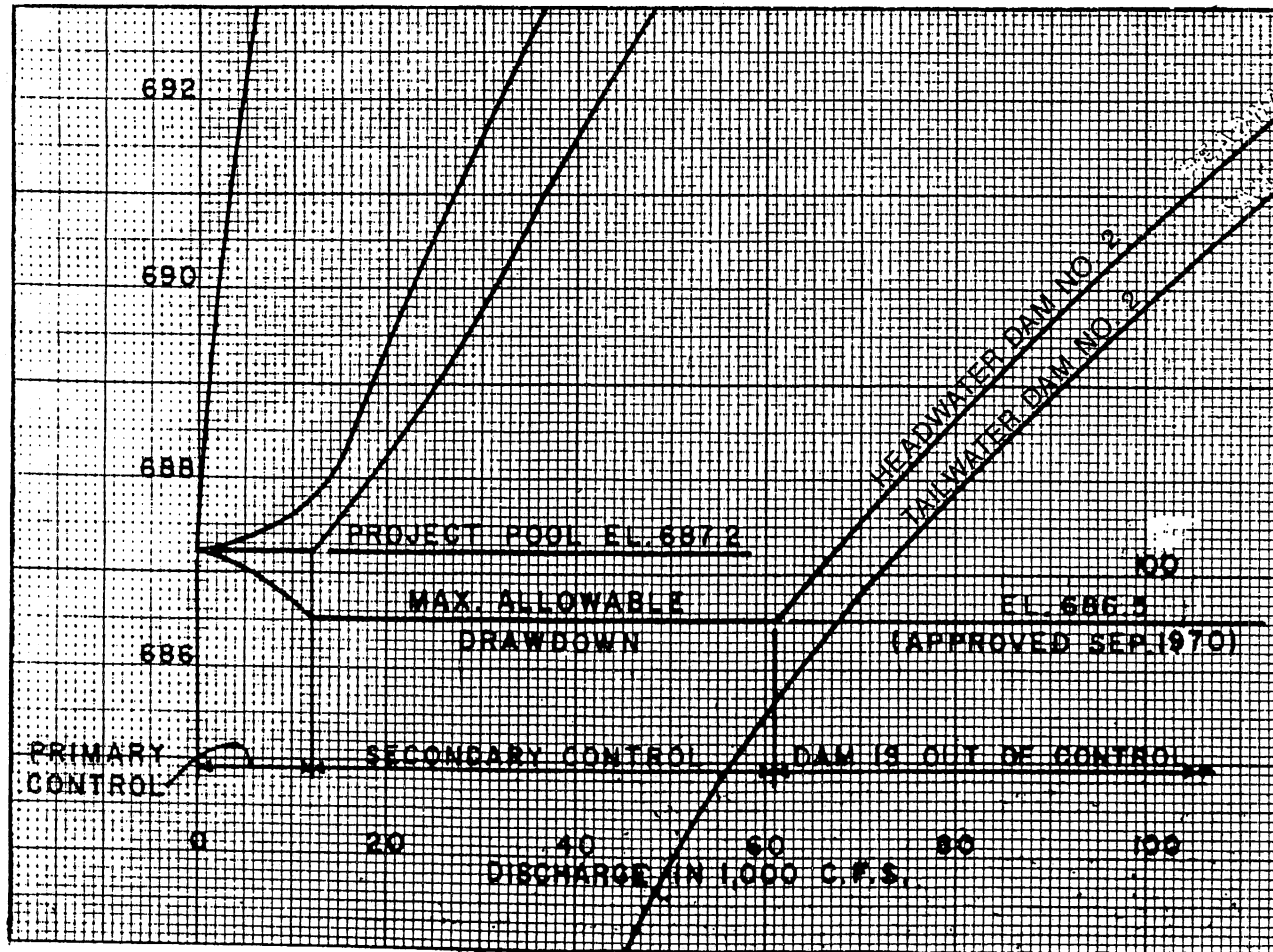 692
690
688
686
HEADWATER DAM NO. 2
TAILWATER DAM NO. 2
PROJECT POOL EL. 687.2
100
MAX. ALLOWABLE
DRAWDOWN
EL. 686.5
(APPROVED SEP. 1970)
PRIMARY
CONTROL
SECONDARY CONTROL
DAM IS OUT OF CONTROL
0 20 40 60 80 100
DISCHARGE IN 1,000 C.F.S.